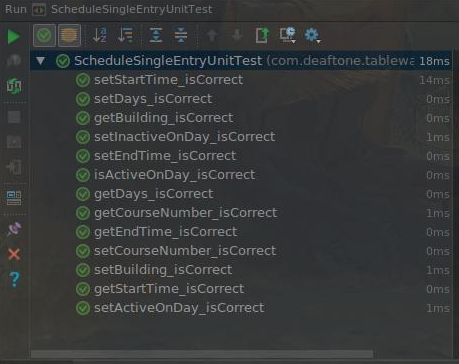 Run ScheduleSingleEntryUnitTest
ScheduleSingleEntryUnitTest (com.deaftone.tablewa 18ms
setStartTime_isCorrect 14ms
setDays_isCorrect 0ms
getBuilding_isCorrect 0ms
setInactiveOnDay_isCorrect 1ms
setEndTime_isCorrect 0ms
isActiveOnDay_isCorrect 0ms
getDays_isCorrect 0ms
getCourseNumber_isCorrect 1ms
getEndTime_isCorrect 0ms
setCourseNumber_isCorrect 0ms
setBuilding_isCorrect 1ms
getStartTime_isCorrect 0ms
setActiveOnDay_isCorrect 1ms